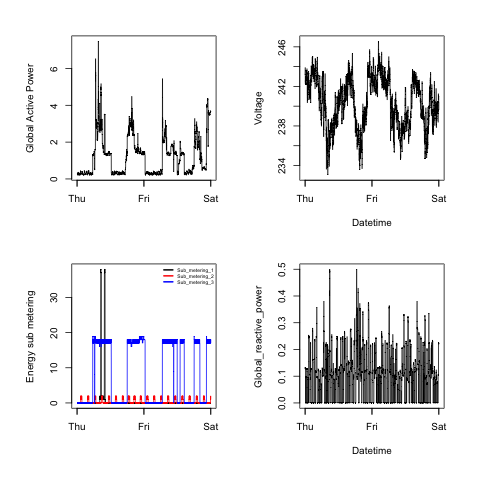 Global Active Power
0 2 4 6
Thu Fri Sat
Voltage
234 238 242 246
Thu Fri Sat
Datetime
Energy sub metering
0 10 20 30
Sub_metering_1
Sub_metering_2
Sub_metering_3
Thu Fri Sat
Global_reactive_power
0.0 0.1 0.2 0.3 0.4 0.5
Thu Fri Sat
Datetime